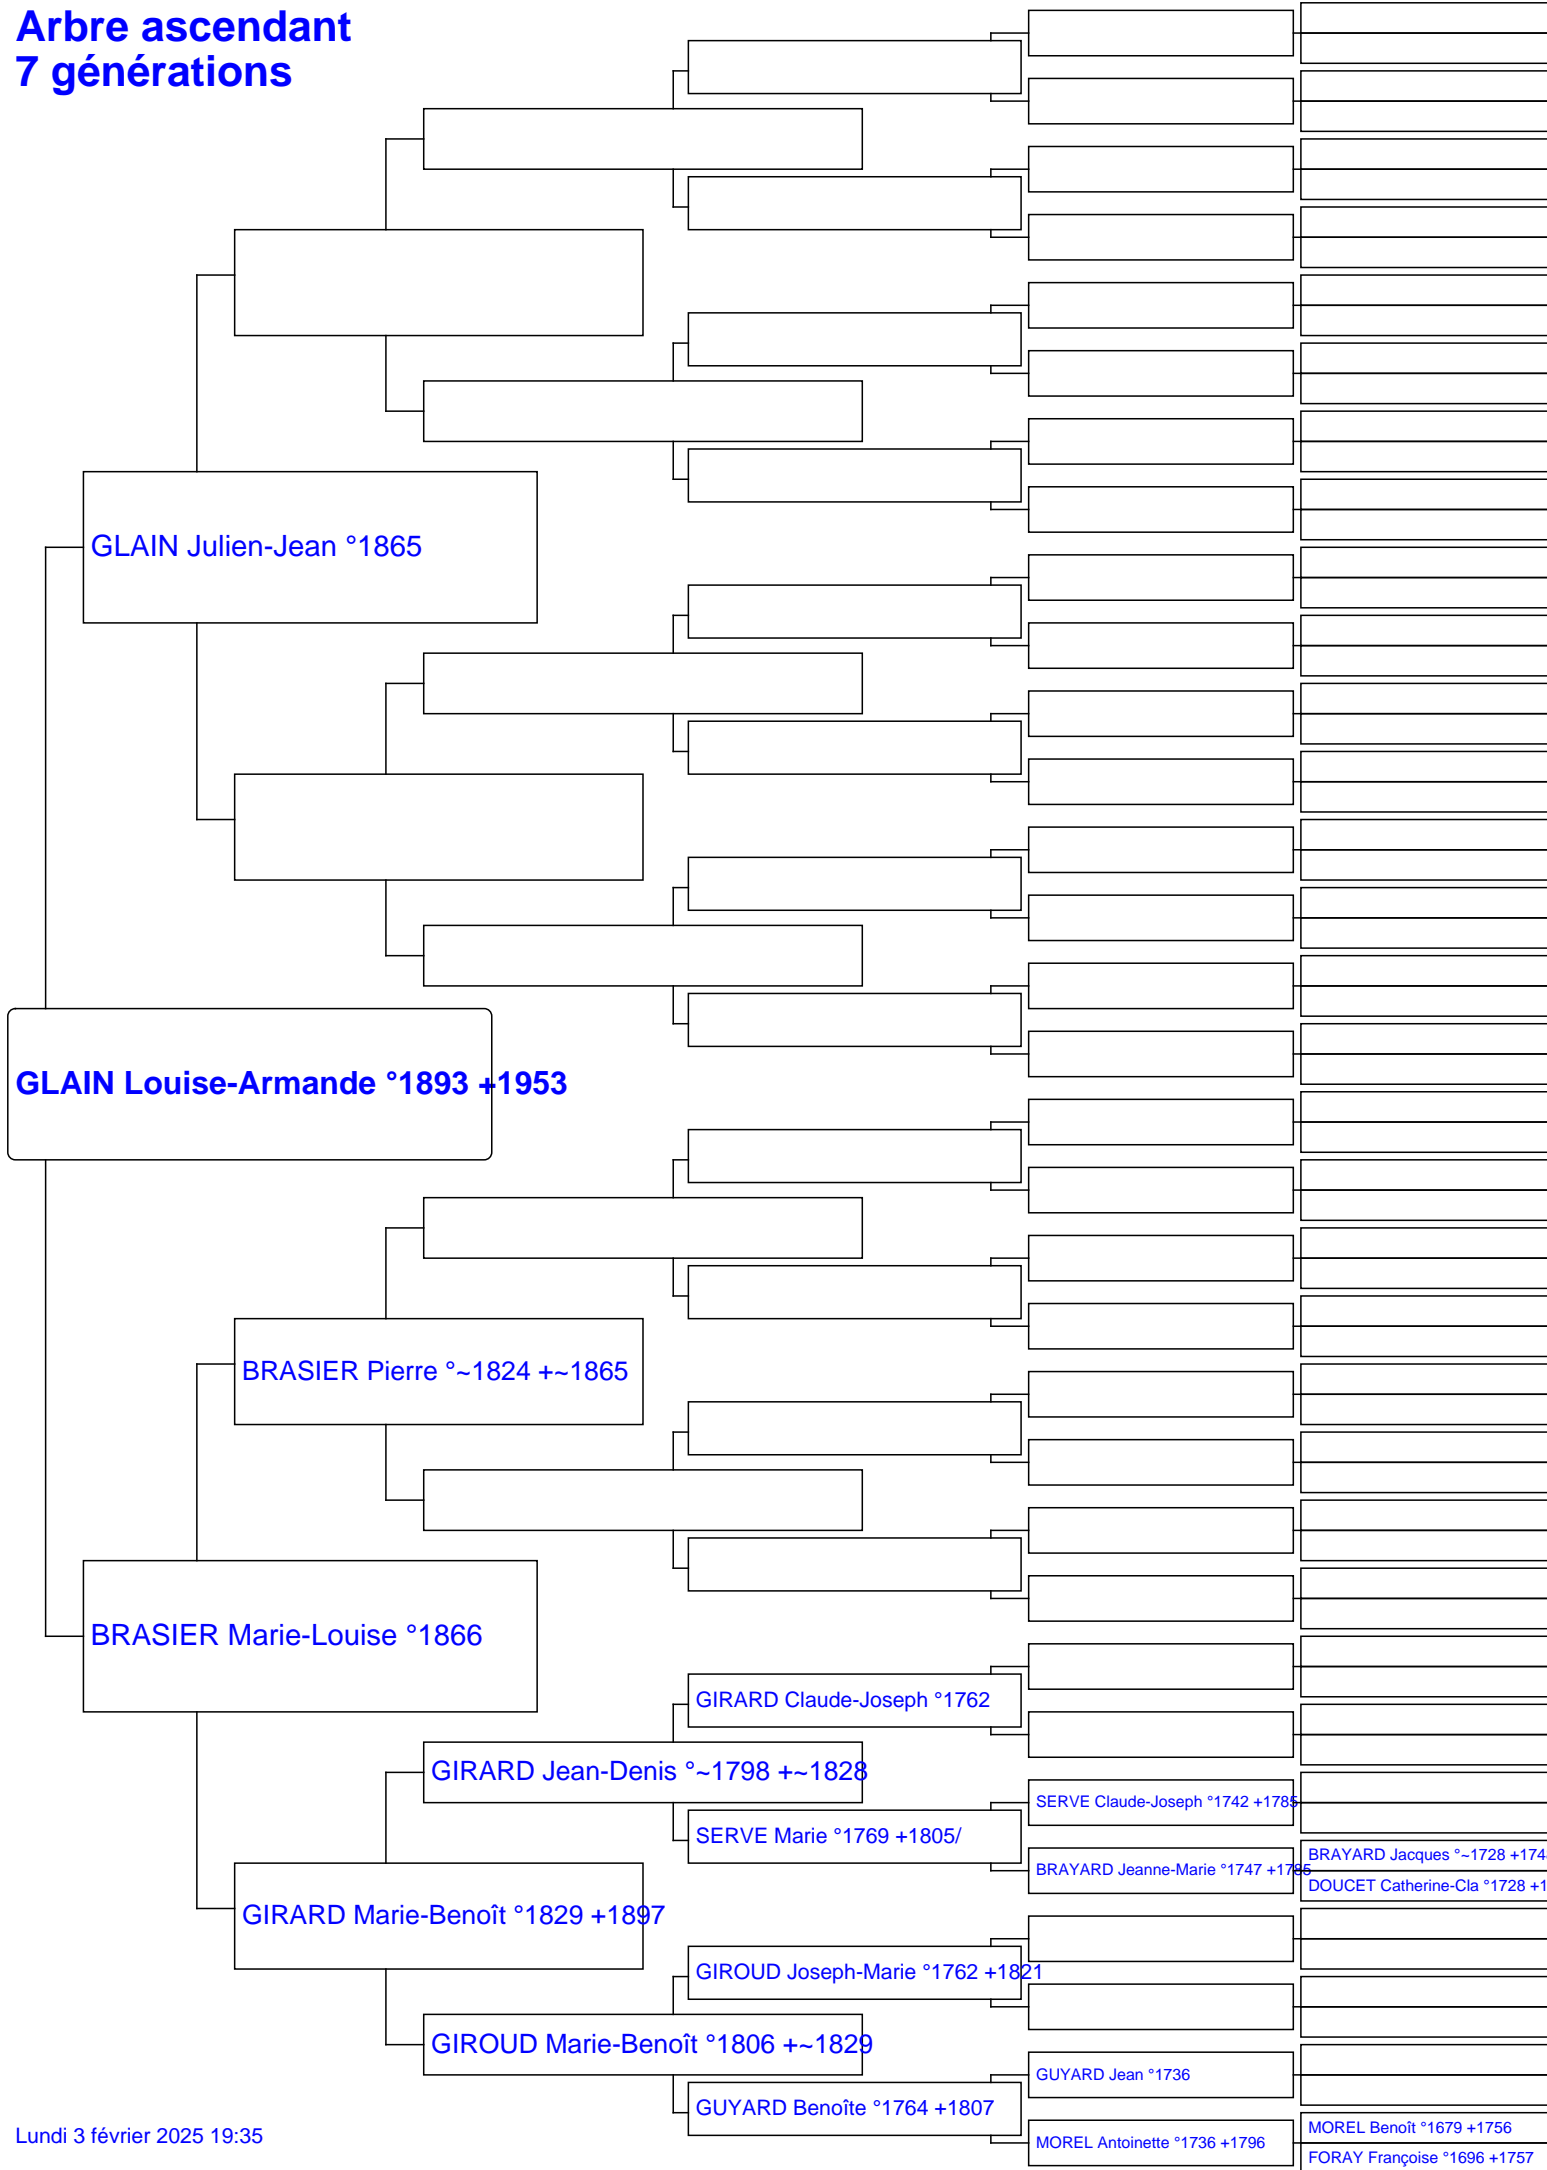 Arbre ascendant
7 générations
GLAIN Julien-Jean °1865
GLAIN Louise-Armande °1893 +1953
BRASIER Pierre °~1824 +~1865
BRASIER Marie-Louise °1866
GIRARD Claude-Joseph °1762
GIRARD Jean-Denis °~1798 +~1828
SERVE Claude-Joseph °1742 +1785
SERVE Marie °1769 +1805/
BRAYARD Jacques °~1728 +174
BRAYARD Jeanne-Marie °1747 +1785
DOUCET Catherine-Cla °1728 +1
GIRARD Marie-Benoît °1829 +1897
GIROUD Joseph-Marie °1762 +1821
GIROUD Marie-Benoît °1806 +~1829
GUYARD Jean °1736
GUYARD Benoîte °1764 +1807
MOREL Benoît °1679 +1756
MOREL Antoinette °1736 +1796
FORAY Françoise °1696 +1757
Lundi 3 février 2025 19:35